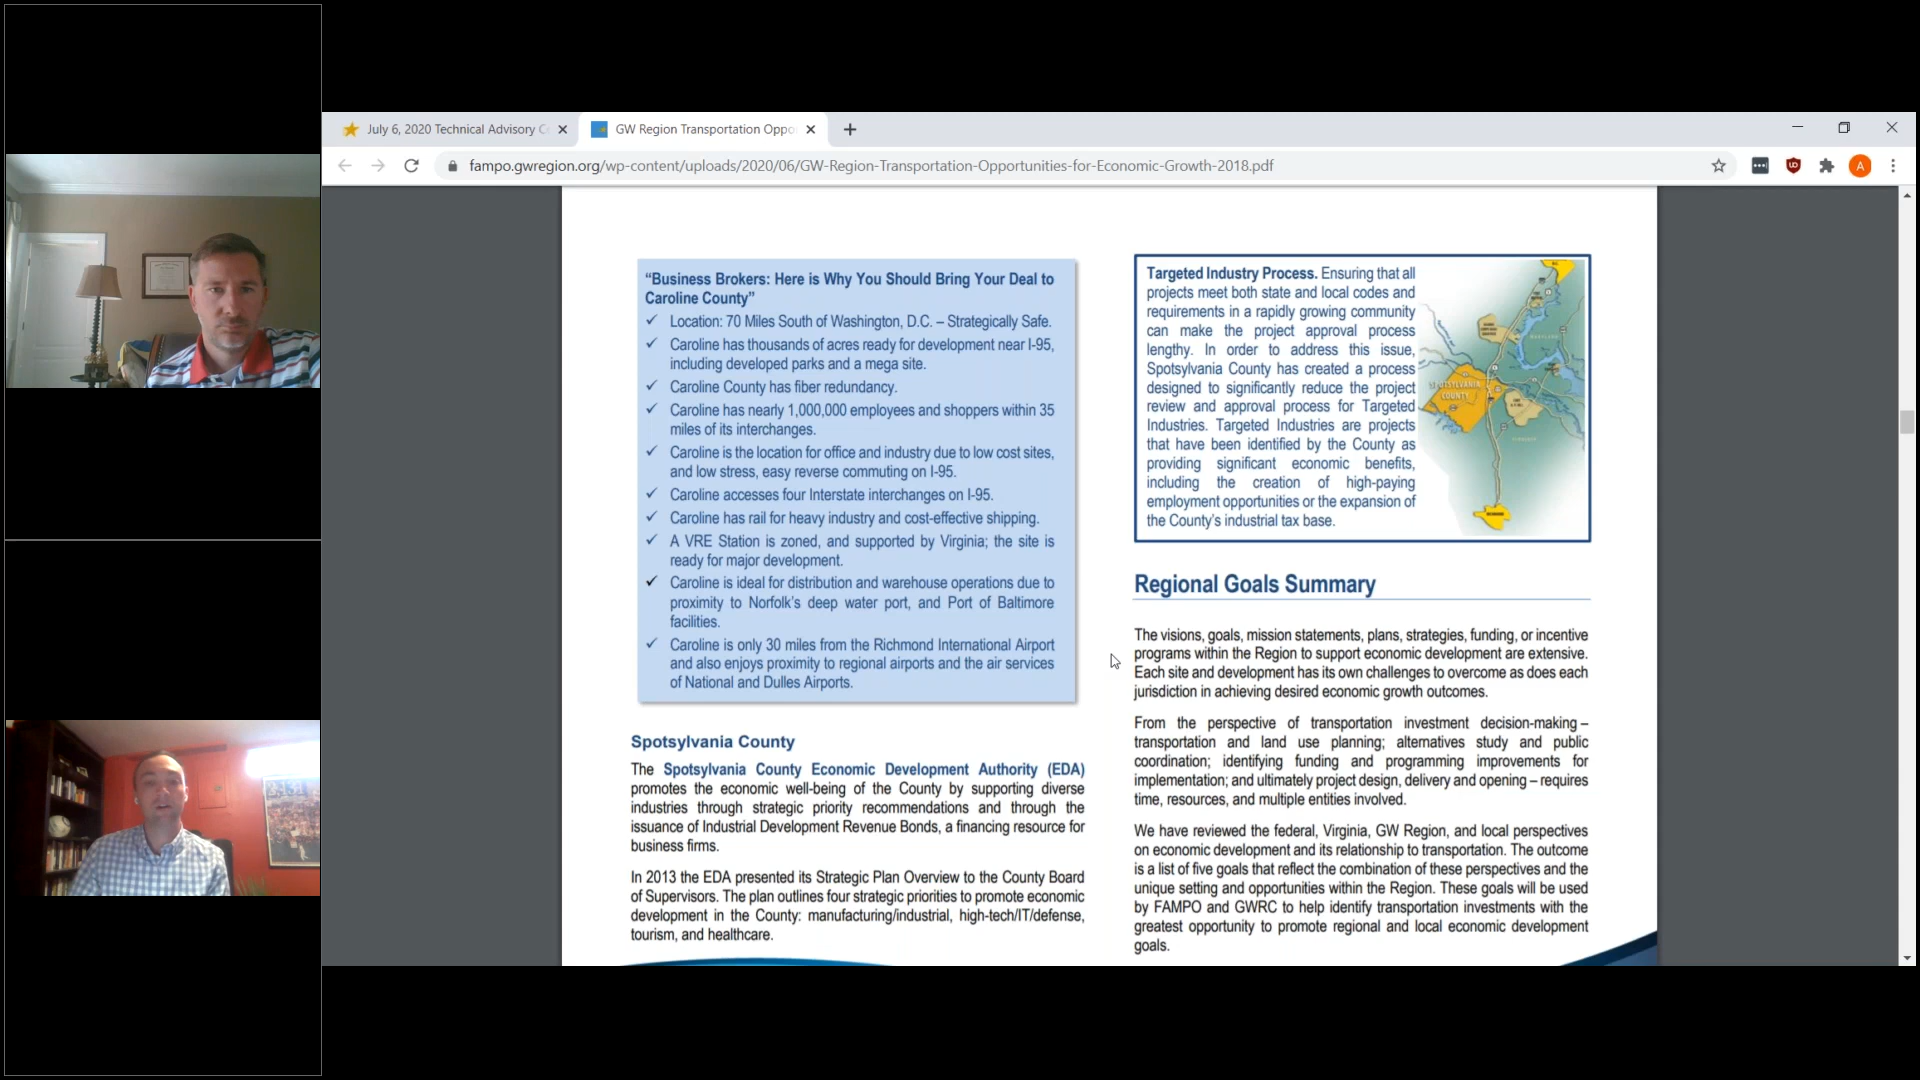 July 6, 2020 Technical Advisory C
GW Region Transportation Oppo
fampo.gwregion.org/wp-content/uploads/2020/06/GW-Region-Transportation-Opportunities-for-Economic-Growth-2018.pdf
A
“Business Brokers: Here is Why You Should Bring Your Deal to
Caroline County”
✓ Location: 70 Miles South of Washington, D.C. – Strategically Safe.
✓ Caroline has thousands of acres ready for development near I-95,
including developed parks and a mega site.
✓ Caroline County has fiber redundancy.
✓ Caroline has nearly 1,000,000 employees and shoppers within 35
miles of its interchanges.
✓ Caroline is the location for office and industry due to low cost sites,
and low stress, easy reverse commuting on I-95.
✓ Caroline accesses four Interstate interchanges on I-95.
✓ Caroline has rail for heavy industry and cost-effective shipping.
✓ A VRE Station is zoned, and supported by Virginia; the site is
ready for major development.
✓ Caroline is ideal for distribution and warehouse operations due to
proximity to Norfolk’s deep water port, and Port of Baltimore
facilities.
✓ Caroline is only 30 miles from the Richmond International Airport
and also enjoys proximity to regional airports and the air services
of National and Dulles Airports.
Spotsylvania County
The Spotsylvania County Economic Development Authority (EDA)
promotes the economic well-being of the County by supporting diverse
industries through strategic priority recommendations and through the
issuance of Industrial Development Revenue Bonds, a financing resource for
business firms.
In 2013 the EDA presented its Strategic Plan Overview to the County Board
of Supervisors. The plan outlines four strategic priorities to promote economic
development in the County: manufacturing/industrial, high-tech/IT/defense,
tourism, and healthcare.
Targeted Industry Process. Ensuring that all
projects meet both state and local codes and
requirements in a rapidly growing community
can make the project approval process
lengthy. In order to address this issue,
Spotsylvania County has created a process
designed to significantly reduce the project
review and approval process for Targeted
Industries. Targeted Industries are projects
that have been identified by the County as
providing significant economic benefits,
including the creation of high-paying
employment opportunities or the expansion of
the County’s industrial tax base.
SPOTSYLVANIA
COUNTY
Regional Goals Summary
The visions, goals, mission statements, plans, strategies, funding, or incentive
programs within the Region to support economic development are extensive.
Each site and development has its own challenges to overcome as does each
jurisdiction in achieving desired economic growth outcomes.
From the perspective of transportation investment decision-making –
transportation and land use planning; alternatives study and public
coordination; identifying funding and programming improvements for
implementation; and ultimately project design, delivery and opening – requires
time, resources, and multiple entities involved.
We have reviewed the federal, Virginia, GW Region, and local perspectives
on economic development and its relationship to transportation. The outcome
is a list of five goals that reflect the combination of these perspectives and the
unique setting and opportunities within the Region. These goals will be used
by FAMPO and GWRC to help identify transportation investments with the
greatest opportunity to promote regional and local economic development
goals.